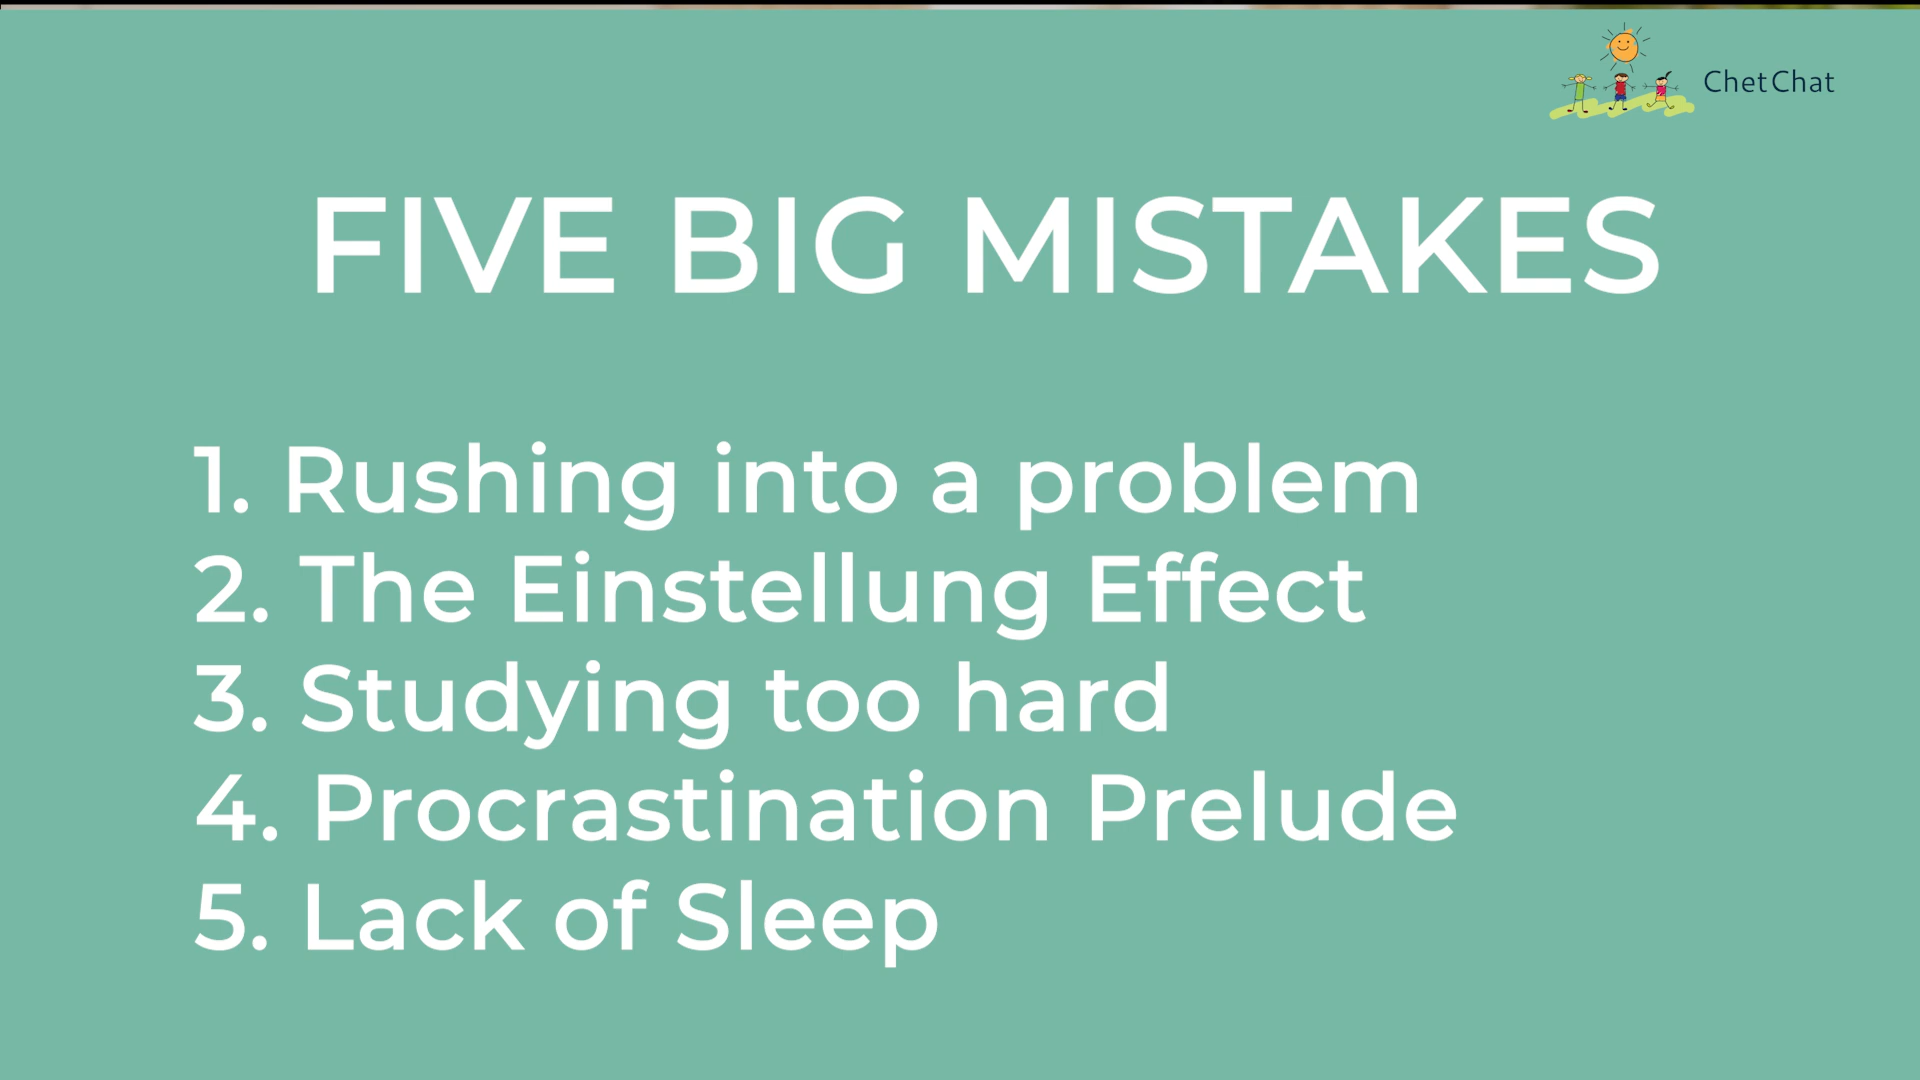 ChetChat
FIVE BIG MISTAKES
1. Rushing into a problem
2. The Einstellung Effect
3. Studying too hard
4. Procrastination Prelude
5. Lack of Sleep